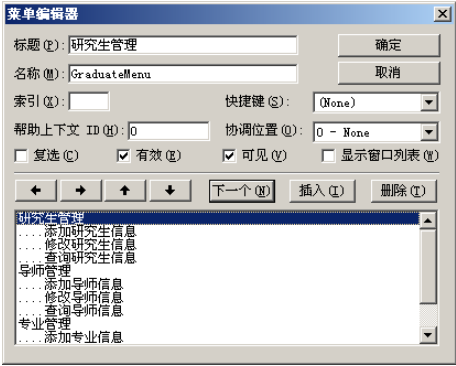 菜单编辑器
标题(P): 研究生管理 确定
名称(M): GraduateMenu 取消
索引(X): 快捷键(S): (None)
帮助上下文 ID(H): 0 协调位置(O): 0 - None
复选(C) 有效(E) 可见(V) 显示窗口列表(W)
下一个(N) 插入(I) 删除(T)
研究生管理
....添加研究生信息
....修改研究生信息
....查询研究生信息
导师管理
....添加导师信息
....修改导师信息
....查询导师信息
专业管理
....添加专业信息